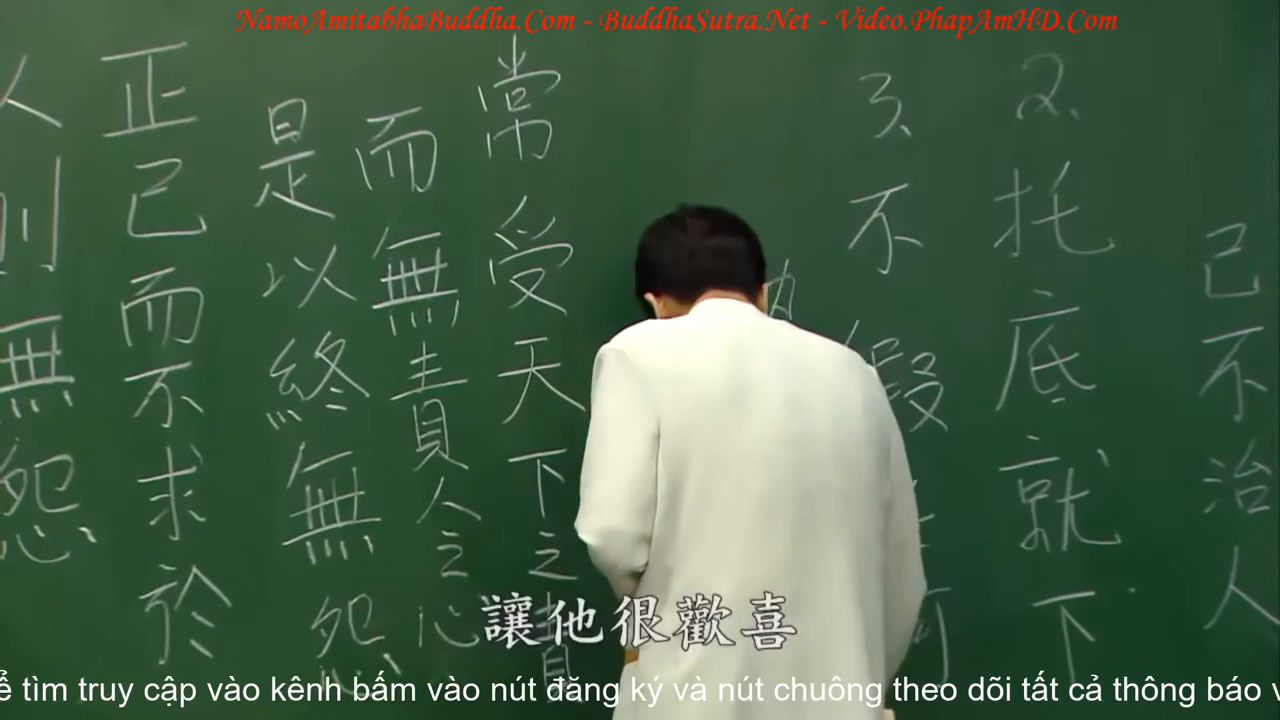 NamoAmitabhaBuddha.Com - BuddhaSutra.Net - Video.PhapAmHD.Com
己不治人
2、托底就下
3、不假
常受天下之責
而無責人之心
是以終無怨
正己而不求於
人則無怨
讓他很歡喜
ể tìm truy cập vào kênh bấm vào nút đăng ký và nút chuông theo dõi tất cả thông báo v